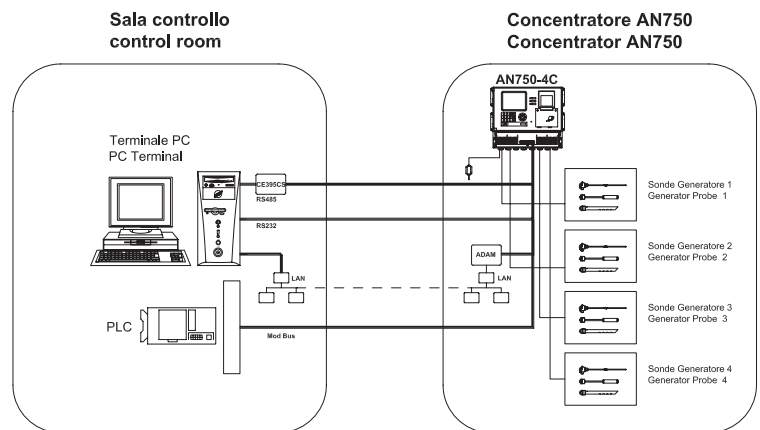 Sala controllo
control room
Concentratore AN750
Concentrator AN750
AN750-4C
Terminale PC
PC Terminal
CE395CS
RS485
RS232
LAN
PLC
Mod Bus
ADAM
LAN
Sonde Generatore 1
Generator Probe 1
Sonde Generatore 2
Generator Probe 2
Sonde Generatore 3
Generator Probe 3
Sonde Generatore 4
Generator Probe 4